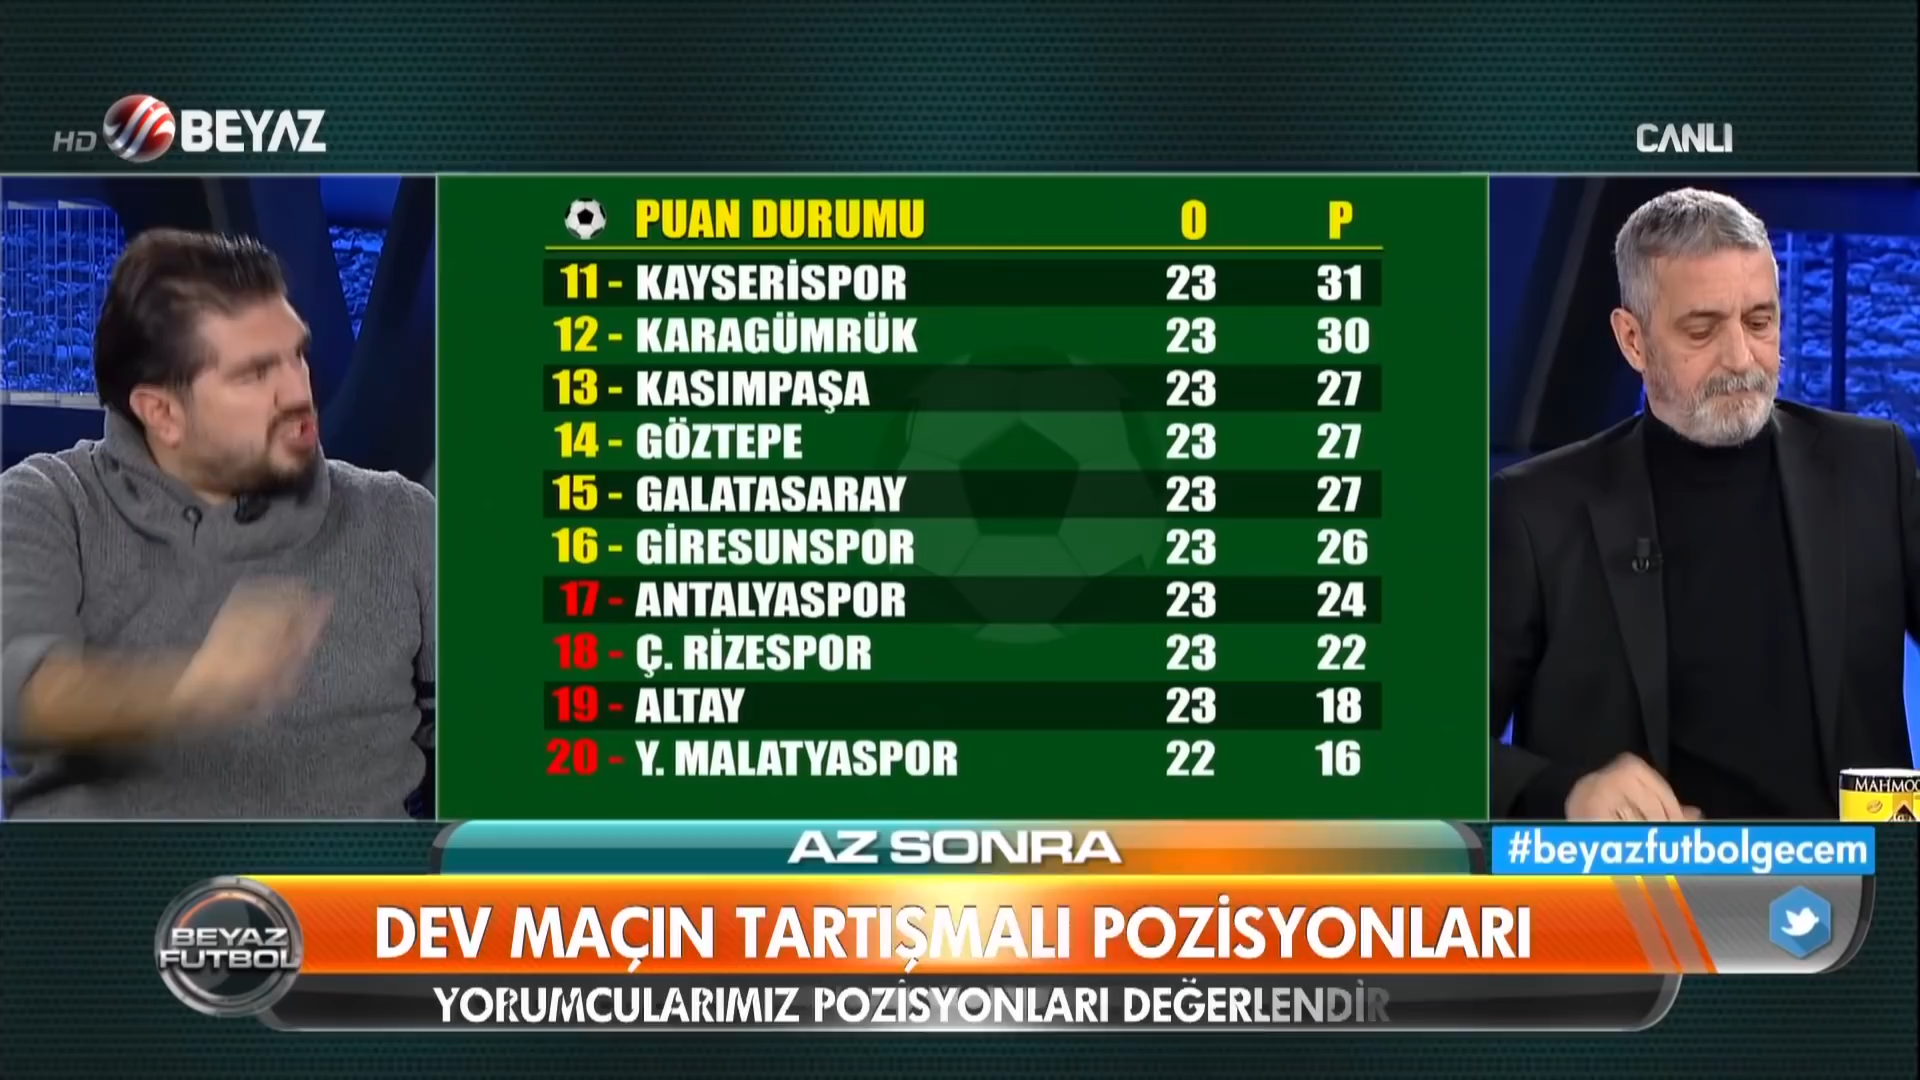 HD BEYAZ
CANLI
PUAN DURUMU O P
11 - KAYSERİSPOR 23 31
12 - KARAGÜMRÜK 23 30
13 - KASIMPAŞA 23 27
14 - GÖZTEPE 23 27
15 - GALATASARAY 23 27
16 - GİRESUNSPOR 23 26
17 - ANTALYASPOR 23 24
18 - Ç. RİZESPOR 23 22
19 - ALTAY 23 18
20 - Y. MALATYASPOR 22 16
MAHMOO
AZ SONRA
#beyazfutbolgecem
BEYAZ
FUTBOL
DEV MAÇIN TARTIŞMALI POZİSYONLARI
YORUMCULARIMIZ POZİSYONLARI DEĞERLENDİR